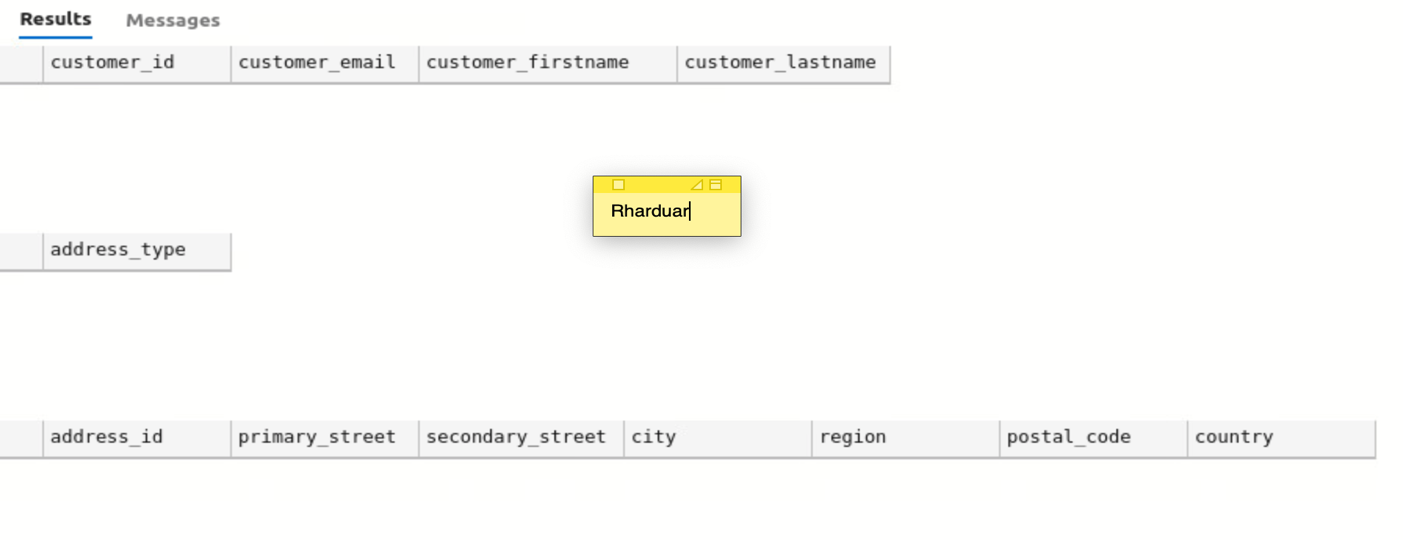 Results Messages
customer_id customer_email customer_firstname customer_lastname
Rharduar
address_type
address_id primary_street secondary_street city region postal_code country